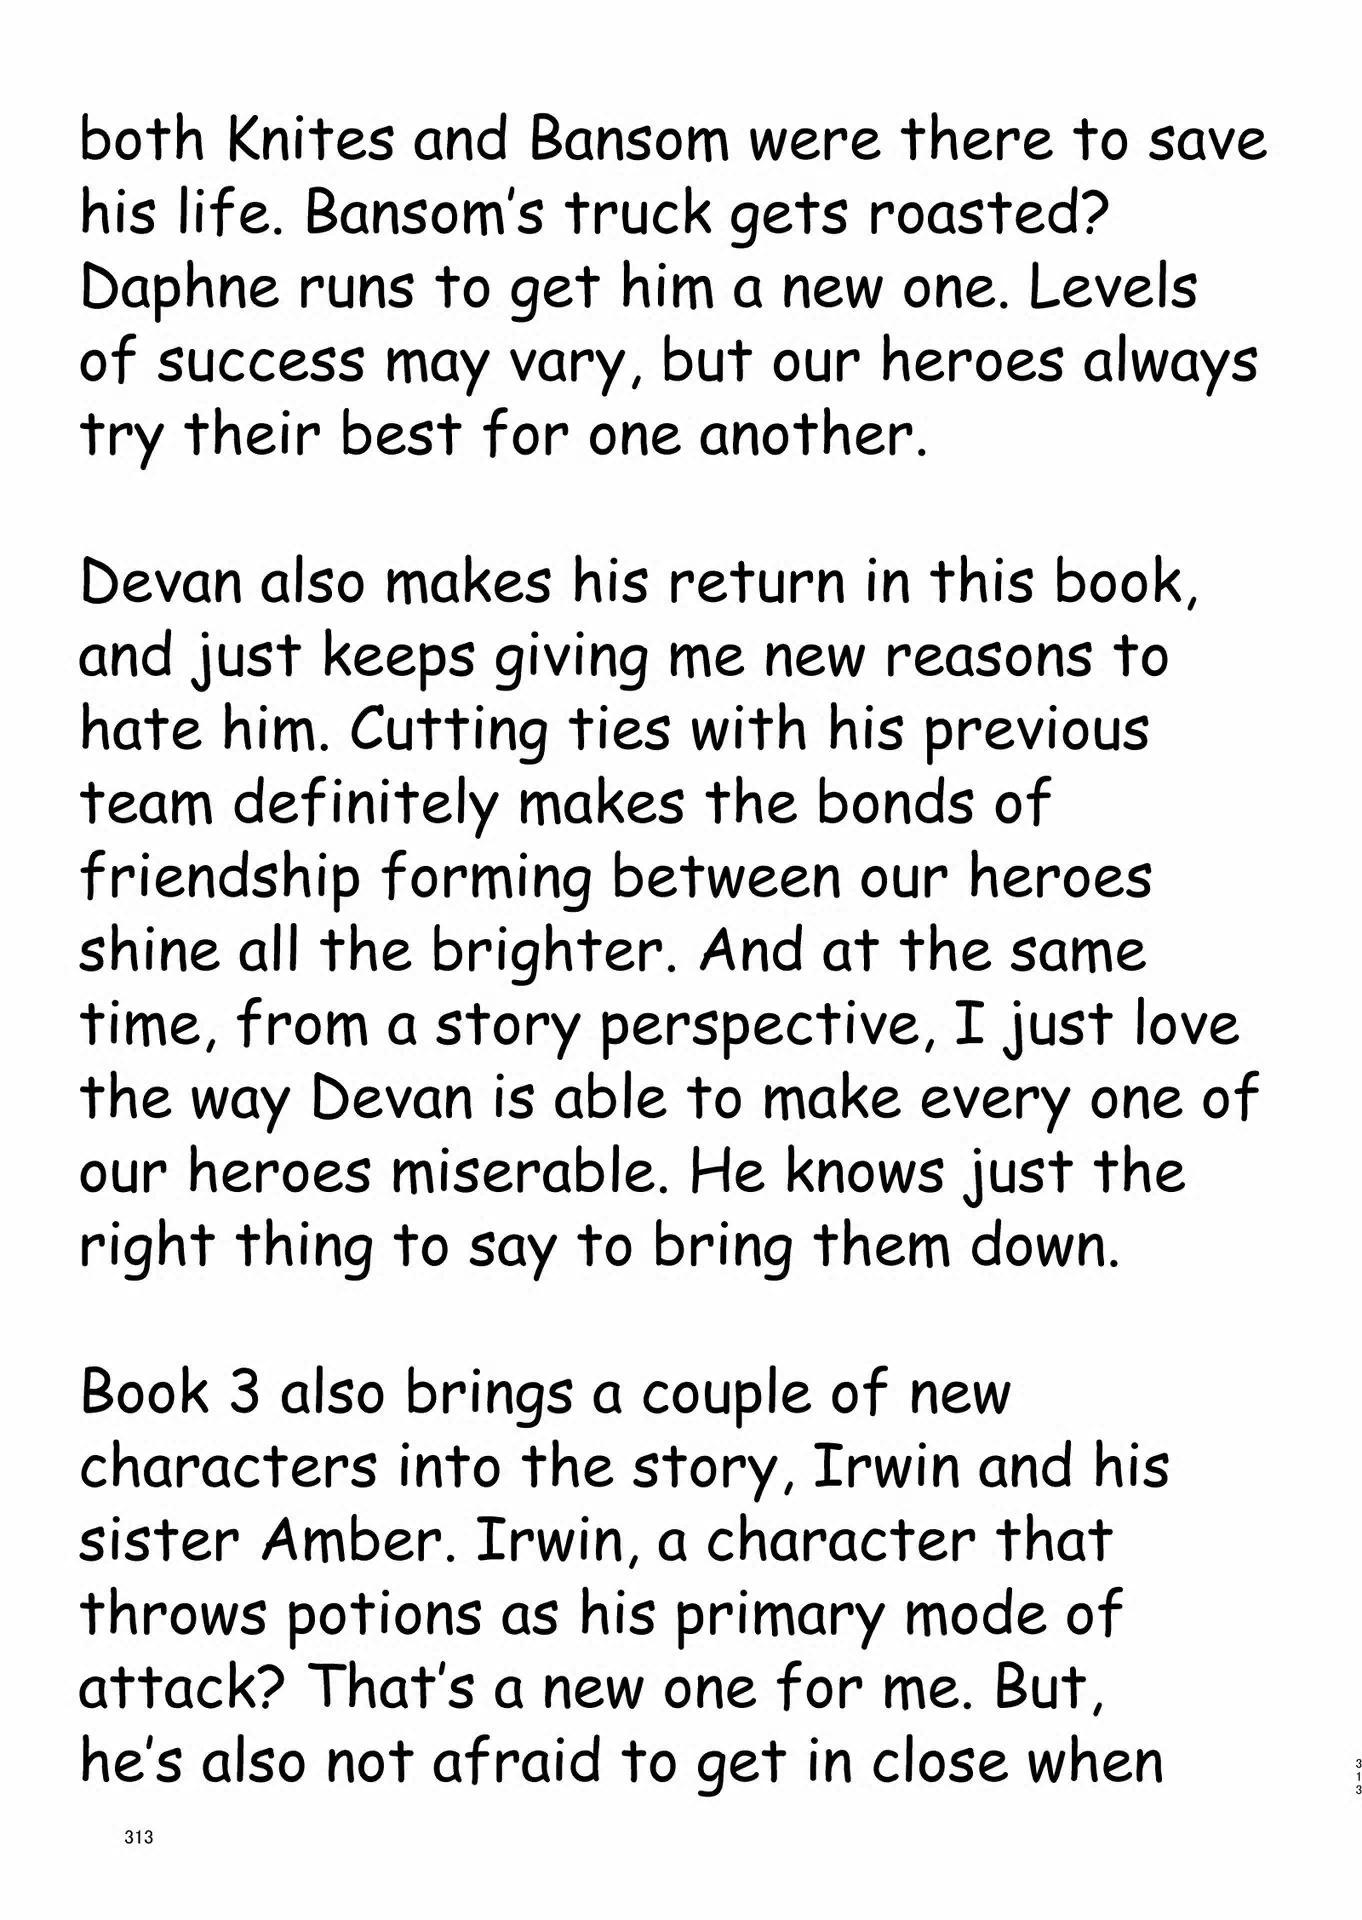 both Knites and Bansom were there to save
his life. Bansom's truck gets roasted?
Daphne runs to get him a new one. Levels
of success may vary, but our heroes always
try their best for one another.
Devan also makes his return in this book,
and just keeps giving me new reasons to
hate him. Cutting ties with his previous
team definitely makes the bonds of
friendship forming between our heroes
shine all the brighter. And at the same
time, from a story perspective, I just love
the way Devan is able to make every one of
our heroes miserable. He knows just the
right thing to say to bring them down.
Book 3 also brings a couple of new
characters into the story, Irwin and his
sister Amber. Irwin, a character that
throws potions as his primary mode of
attack? That's a new one for me. But,
he's also not afraid to get in close when
313
313